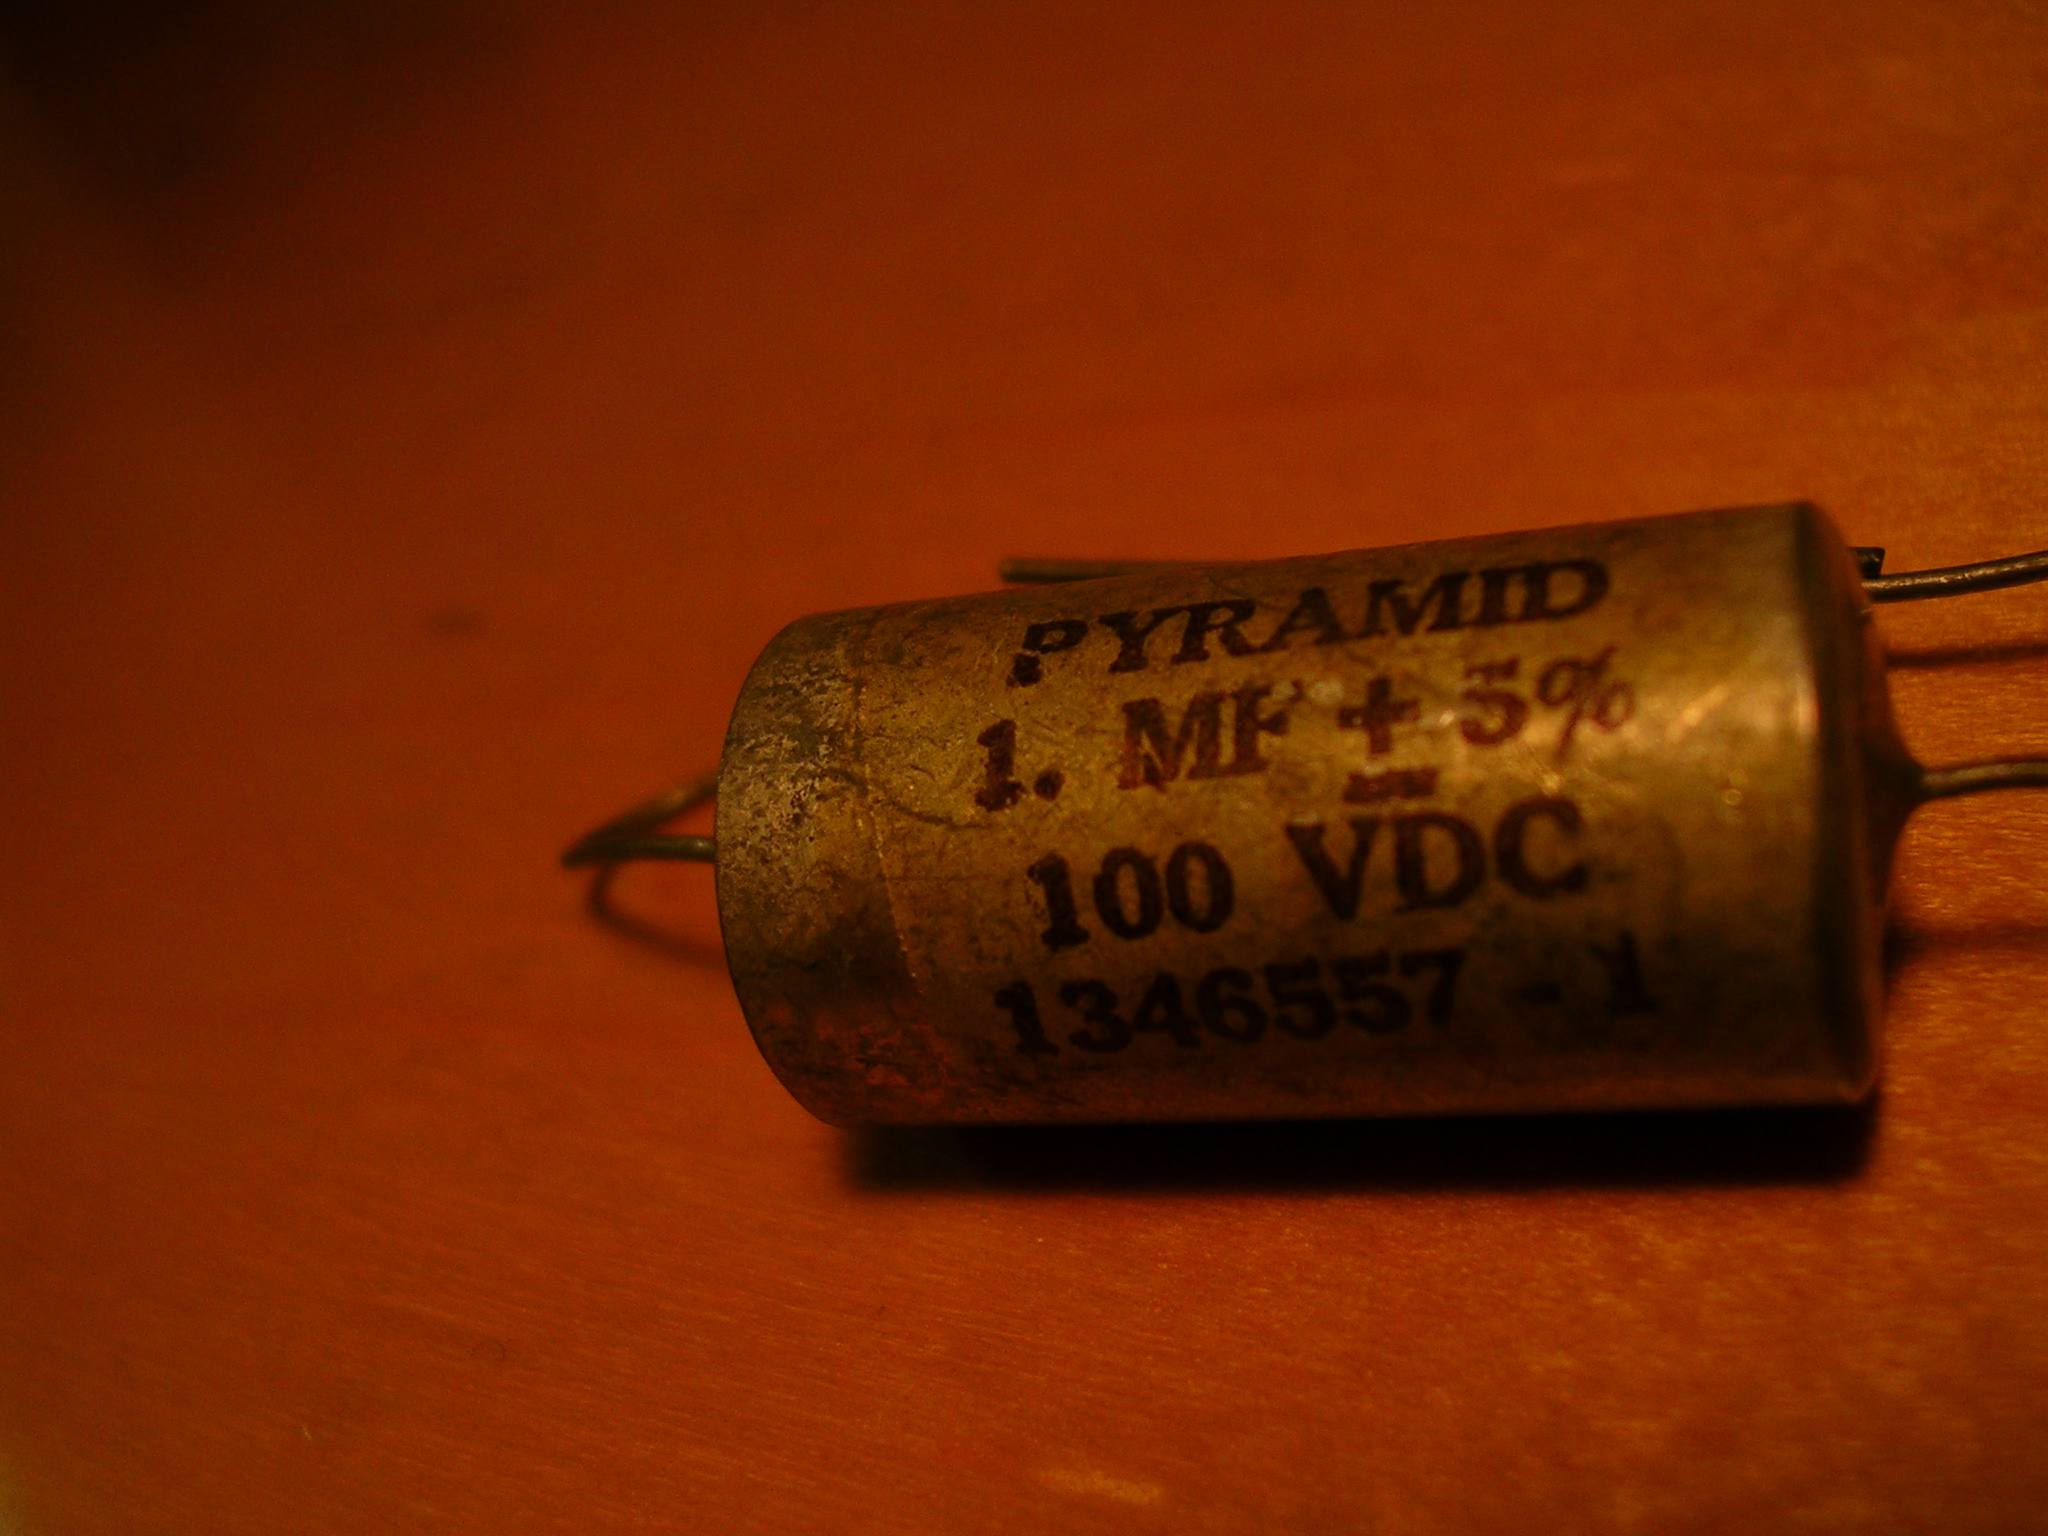 PYRAMID
1. MF ± 5%
100 VDC
1346557 - 1